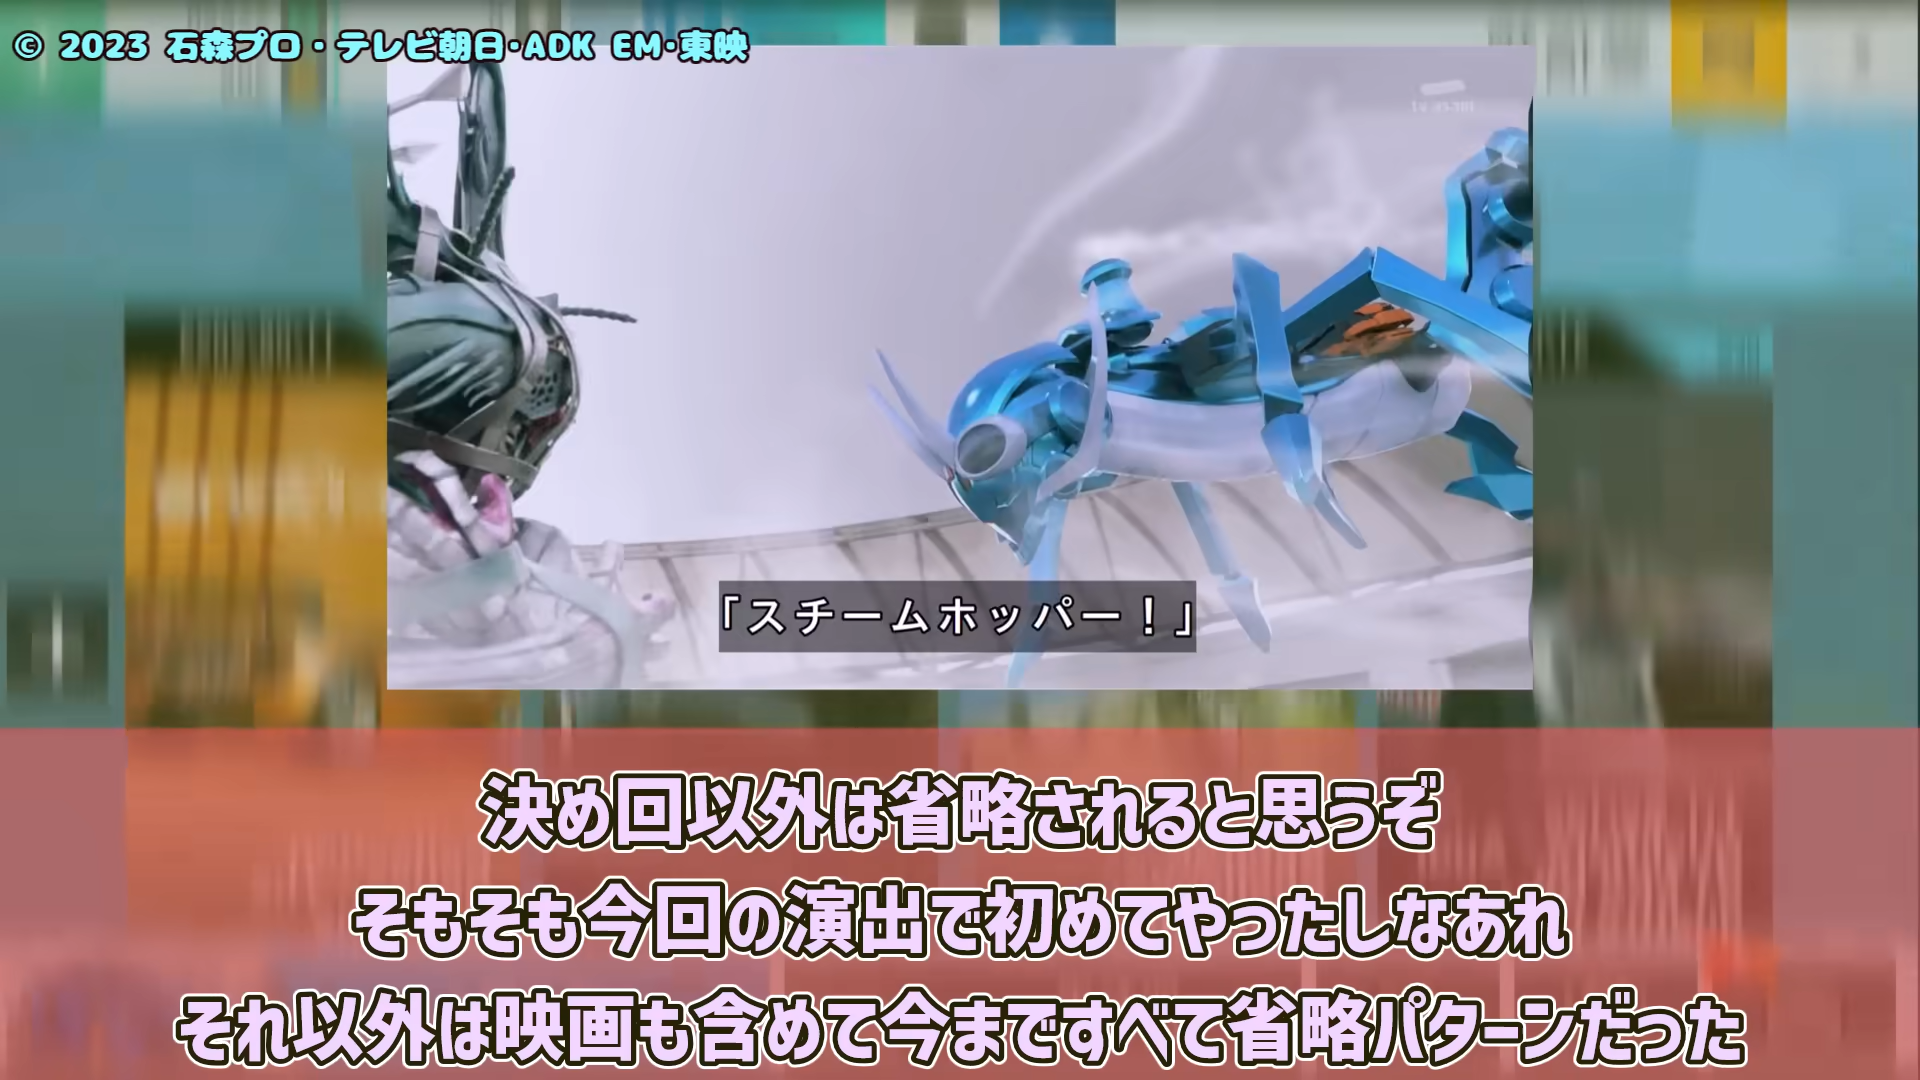 © 2023 石森プロ・テレビ朝日・ADK EM・東映
tv asahi
「スチームホッパー！」
決め回以外は省略されると思うぞ
そもそも今回の演出で初めてやったしなあれ
それ以外は映画も含めて今まですべて省略パターンだった